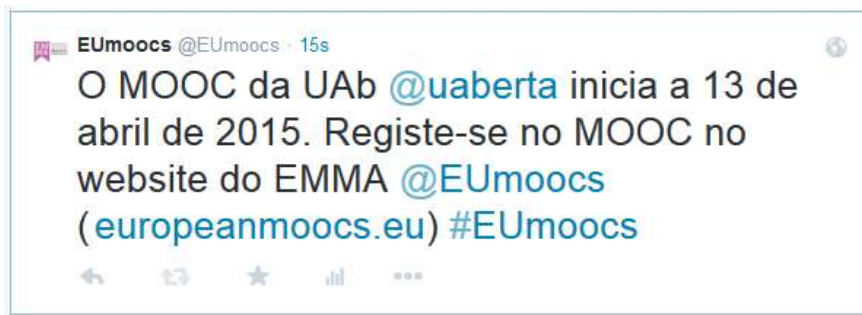 EUmoocs @EUmoocs · 15s
O MOOC da UAb @uaberta inicia a 13 de
abril de 2015. Registe-se no MOOC no
website do EMMA @EUmoocs
(europeanmoocs.eu) #EUmoocs